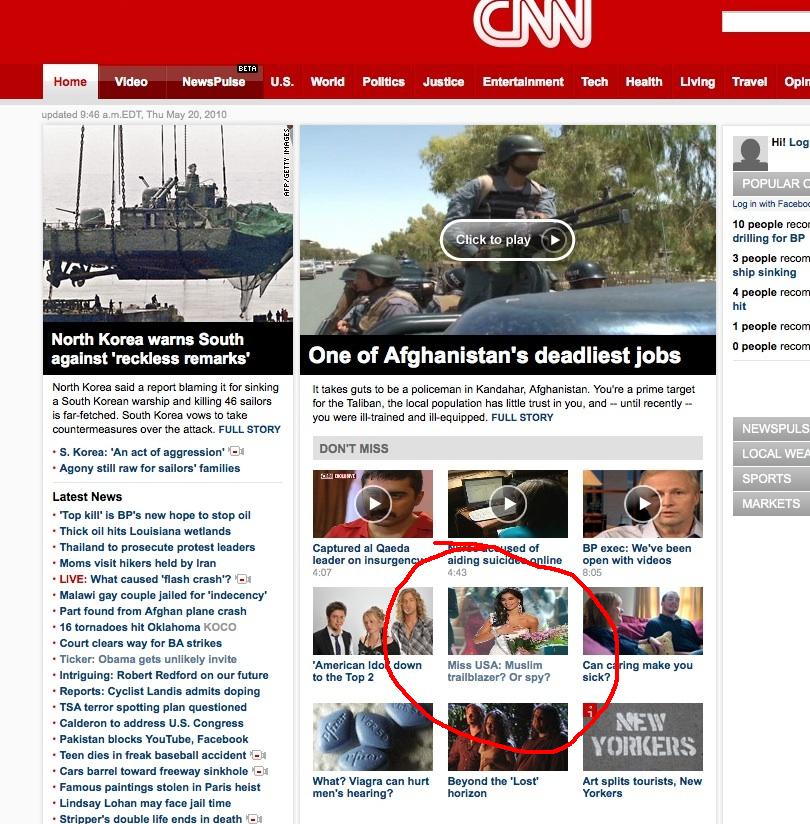 CNN
BETA
Home Video NewsPulse U.S. World Politics Justice Entertainment Tech Health Living Travel
updated 9:46 a.m.EDT, Thu May 20, 2010
AFP/GETTY IMAGES
North Korea warns South
against 'reckless remarks'
North Korea said a report blaming it for sinking
a South Korean warship and killing 46 sailors
is far-fetched. South Korea vows to take
countermeasures over the attack. FULL STORY
• S. Korea: 'An act of aggression'
• Agony still raw for sailors' families
Latest News
• 'Top kill' is BP's new hope to stop oil
• Thick oil hits Louisiana wetlands
• Thailand to prosecute protest leaders
• Moms visit hikers held by Iran
• LIVE: What caused 'flash crash'?
• Malawi gay couple jailed for 'indecency'
• Part found from Afghan plane crash
• 16 tornadoes hit Oklahoma KOCO
• Court clears way for BA strikes
• Ticker: Obama gets unlikely invite
• Intriguing: Robert Redford on our future
• Reports: Cyclist Landis admits doping
• TSA terror spotting plan questioned
• Calderon to address U.S. Congress
• Pakistan blocks YouTube, Facebook
• Teen dies in freak baseball accident
• Cars barrel toward freeway sinkhole
• Famous paintings stolen in Paris heist
• Lindsay Lohan may face jail time
• Stripper's double life ends in death
Click to play
One of Afghanistan's deadliest jobs
It takes guts to be a policeman in Kandahar, Afghanistan. You're a prime target
for the Taliban, the local population has little trust in you, and -- until recently --
you were ill-trained and ill-equipped. FULL STORY
DON'T MISS
CNN EXCLUSIVE
Captured al Qaeda
leader on insurgency
4:07
accused of
aiding suicides online
4:43
BP exec: We've been
open with videos
8:05
'American Idol' down
to the Top 2
Miss USA: Muslim
trailblazer? Or spy?
Can caring make you
sick?
Pfizer
Pfizer
What? Viagra can hurt
men's hearing?
Beyond the 'Lost'
horizon
i
NEW
YORKERS
Art splits tourists, New
Yorkers
Hi! Log
POPULAR
Log in with
10 people
drilling for BP
3 people
ship sinking
4 people
hit
1 people
0 people
LOCAL
SPORTS
MARKETS